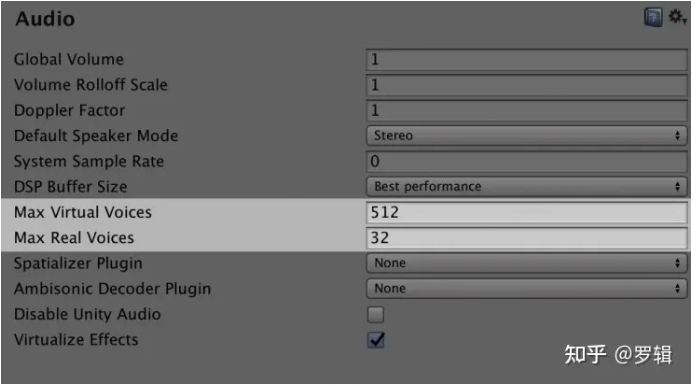 Audio
Global Volume 1
Volume Rolloff Scale 1
Doppler Factor 1
Default Speaker Mode Stereo
System Sample Rate 0
DSP Buffer Size Best performance
Max Virtual Voices 512
Max Real Voices 32
Spatializer Plugin None
Ambisonic Decoder Plugin None
Disable Unity Audio
Virtualize Effects
知乎 @罗辑